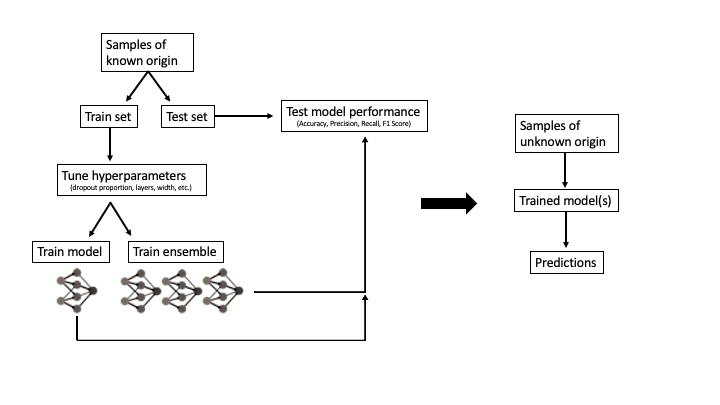 Samples of
known origin
Train set
Test set
Test model performance
(Accuracy, Precision, Recall, F1 Score)
Tune hyperparameters
(dropout proportion, layers, width, etc.)
Train model
Train ensemble
Samples of
unknown origin
Trained model(s)
Predictions